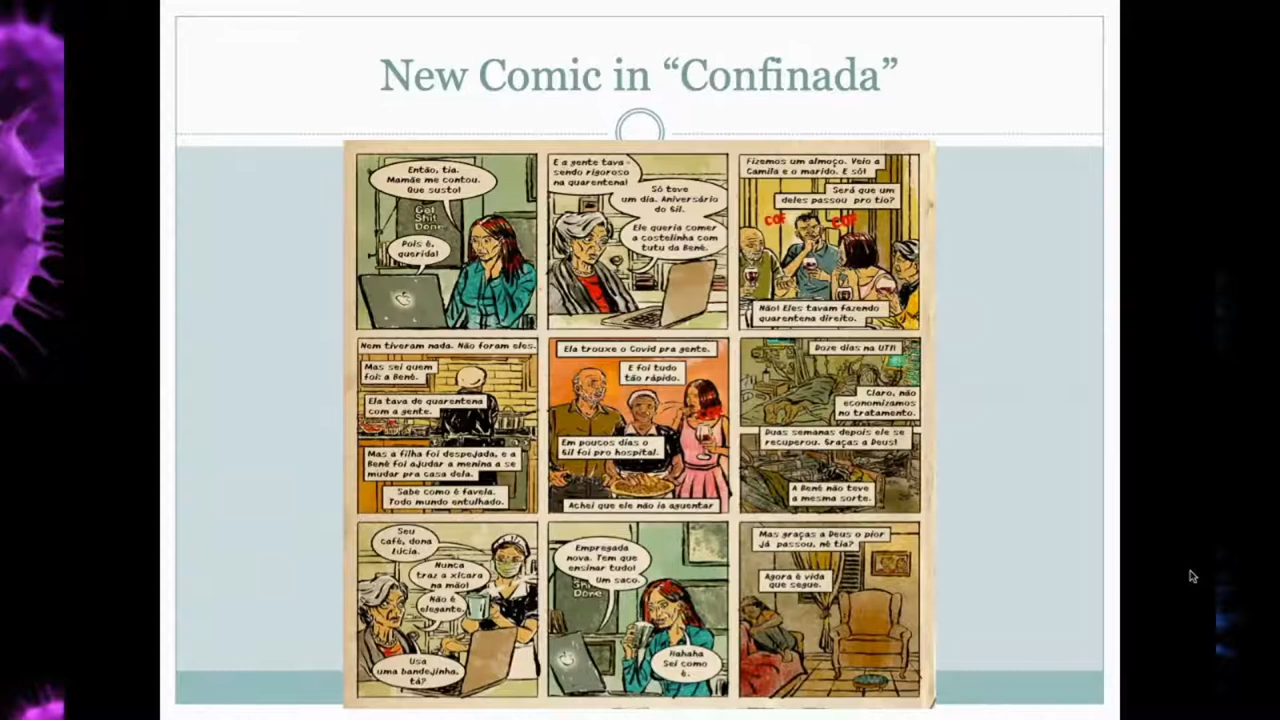 New Comic in “Confinada”
Então, tia.
Mamãe me contou.
Que susto!
Got
Shit
Done
Pois é,
querida!
E a gente tava
sendo rigoroso
na quarentena!
Só teve
um dia. Aniversário
do Gil.
Ele queria comer
a costelinha com
tutu da Bené.
Fizemos um almoço. Veio a
Camila e o marido. E só!
Será que um
deles passou pro tio?
COF
COF
Não! Eles tavam fazendo
quarentena direito.
Nem tiveram nada. Não foram eles.
Mas sei quem
foi: a Bené.
Ela tava de quarentena
com a gente.
Mas a filha foi despejada, e a
Bené foi ajudar a menina a se
mudar pra casa dela.
Sabe como é favela.
Todo mundo entulhado.
Ela trouxe o Covid pra gente.
E foi tudo
tão rápido.
Em poucos dias o
Gil foi pro hospital.
Achei que ele não ia aguentar
Doze dias na UTI!
Claro, não
economizamos
no tratamento.
Duas semanas depois ele se
recuperou. Graças a Deus!
A Bené não teve
a mesma sorte.
Seu
café, dona
Lúcia.
Nunca
traz a xícara
na mão!
Não é
elegante.
Usa
uma bandejinha,
tá?
Empregada
nova. Tem que
ensinar tudo!
Um saco.
Shit
Done
Hahaha
Sei como
é.
Mas graças a Deus o pior
já passou, né tia?
Agora é vida
que segue.